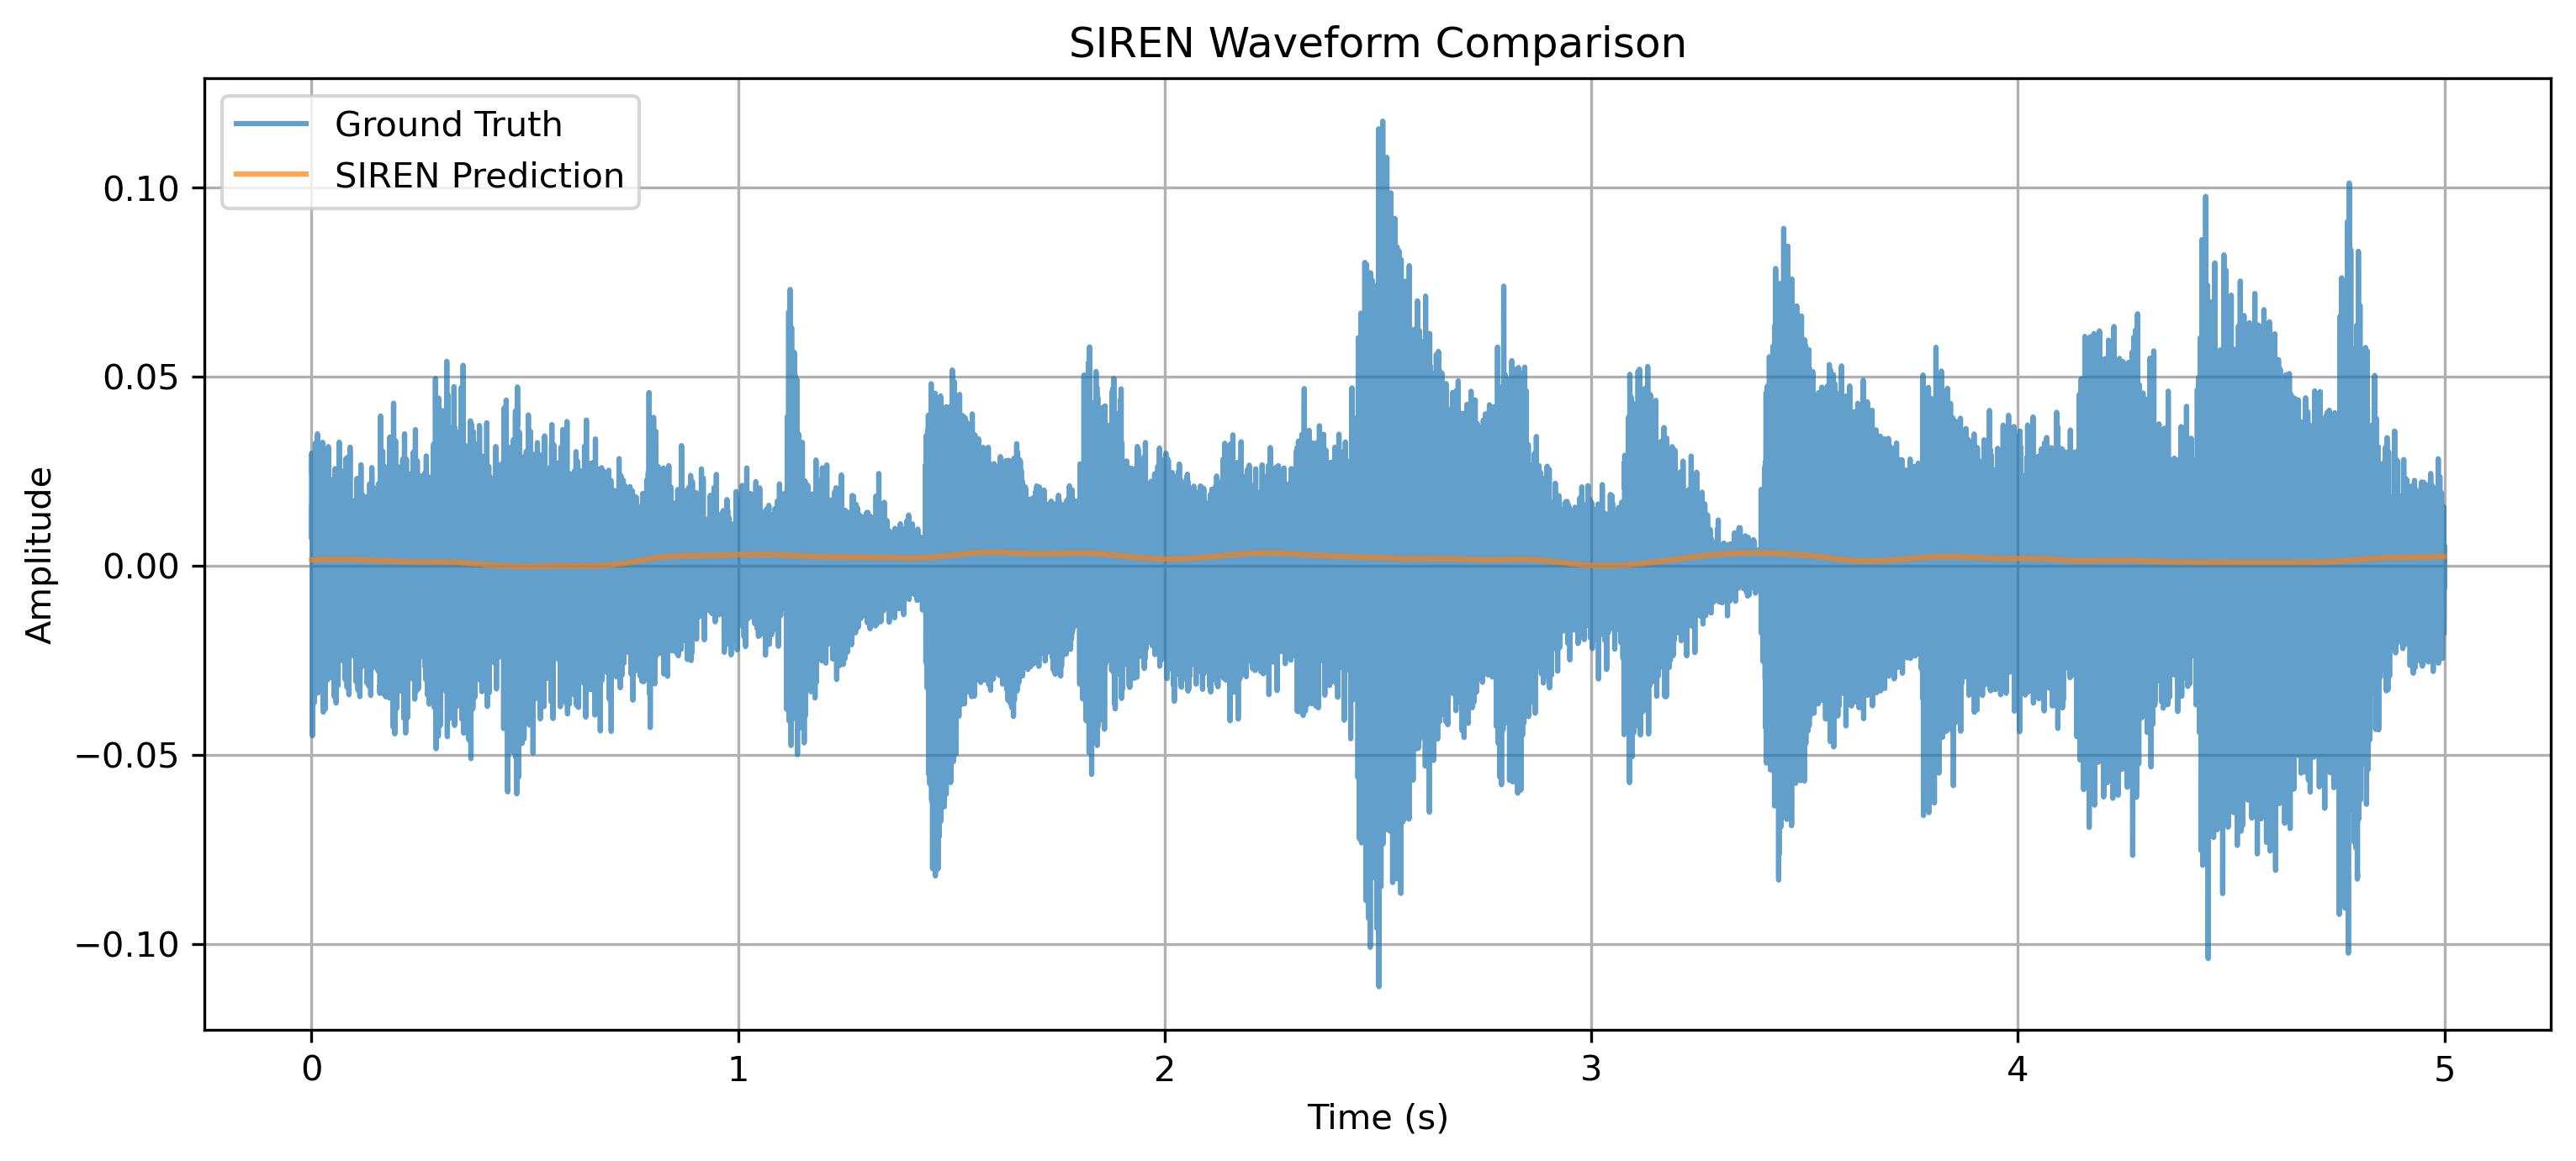 SIREN Waveform Comparison
Ground Truth
SIREN Prediction
0.10
0.05
0.00
−0.05
−0.10
Amplitude
0 1 2 3 4 5
Time (s)